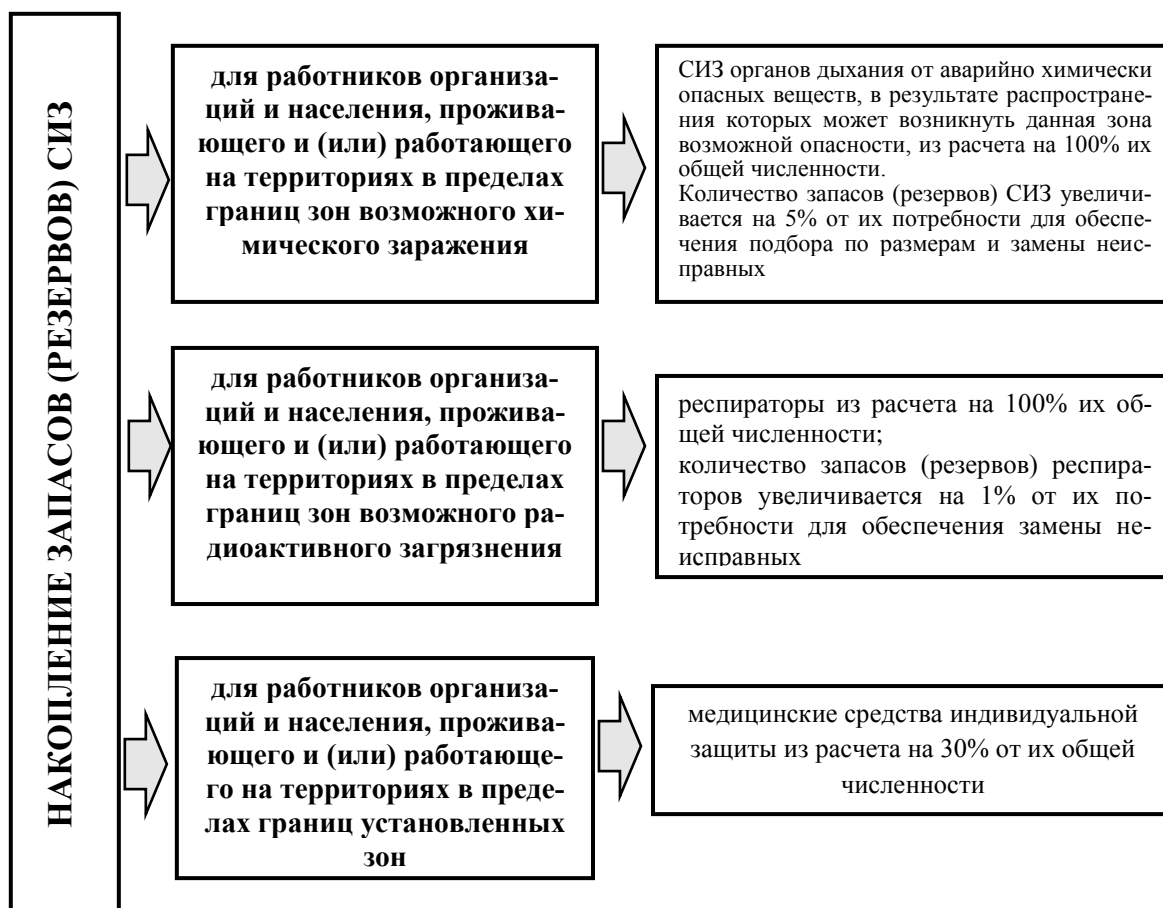 НАКОПЛЕНИЕ ЗАПАСОВ (РЕЗЕРВОВ) СИЗ
для работников организа-
ций и населения, прожива-
ющего и (или) работающего
на территориях в пределах
границ зон возможного хи-
мического заражения
СИЗ органов дыхания от аварийно химически
опасных веществ, в результате распростране-
ния которых может возникнуть данная зона
возможной опасности, из расчета на 100% их
общей численности.
Количество запасов (резервов) СИЗ увеличи-
вается на 5% от их потребности для обеспе-
чения подбора по размерам и замены неис-
правных
для работников организа-
ций и населения, прожива-
ющего и (или) работающего
на территориях в пределах
границ зон возможного ра-
диоактивного загрязнения
респираторы из расчета на 100% их об-
щей численности;
количество запасов (резервов) респира-
торов увеличивается на 1% от их по-
требности для обеспечения замены не-
исправных
для работников организа-
ций и населения, прожива-
ющего и (или) работающе-
го на территориях в преде-
лах границ установленных
зон
медицинские средства индивидуальной
защиты из расчета на 30% от их общей
численности